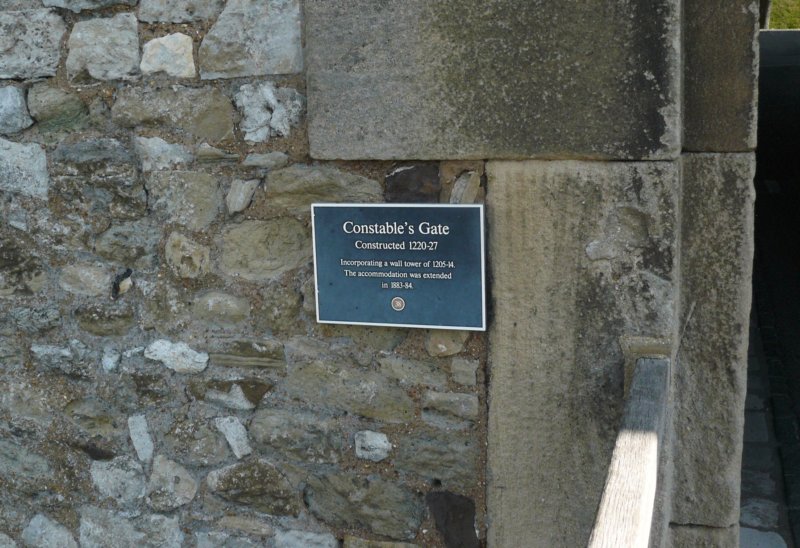 Constable's Gate
Constructed 1220-27
Incorporating a wall tower of 1205-14.
The accommodation was extended
in 1883-84.